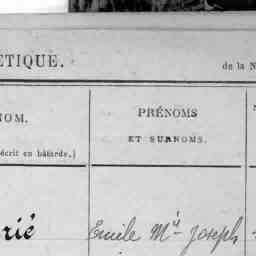 ÉTIQUE.
de la N
NOM.
PRÉNOMS
ET SURNOMS.
écrit en bâtarde.)
rié
Emile Mie Joseph